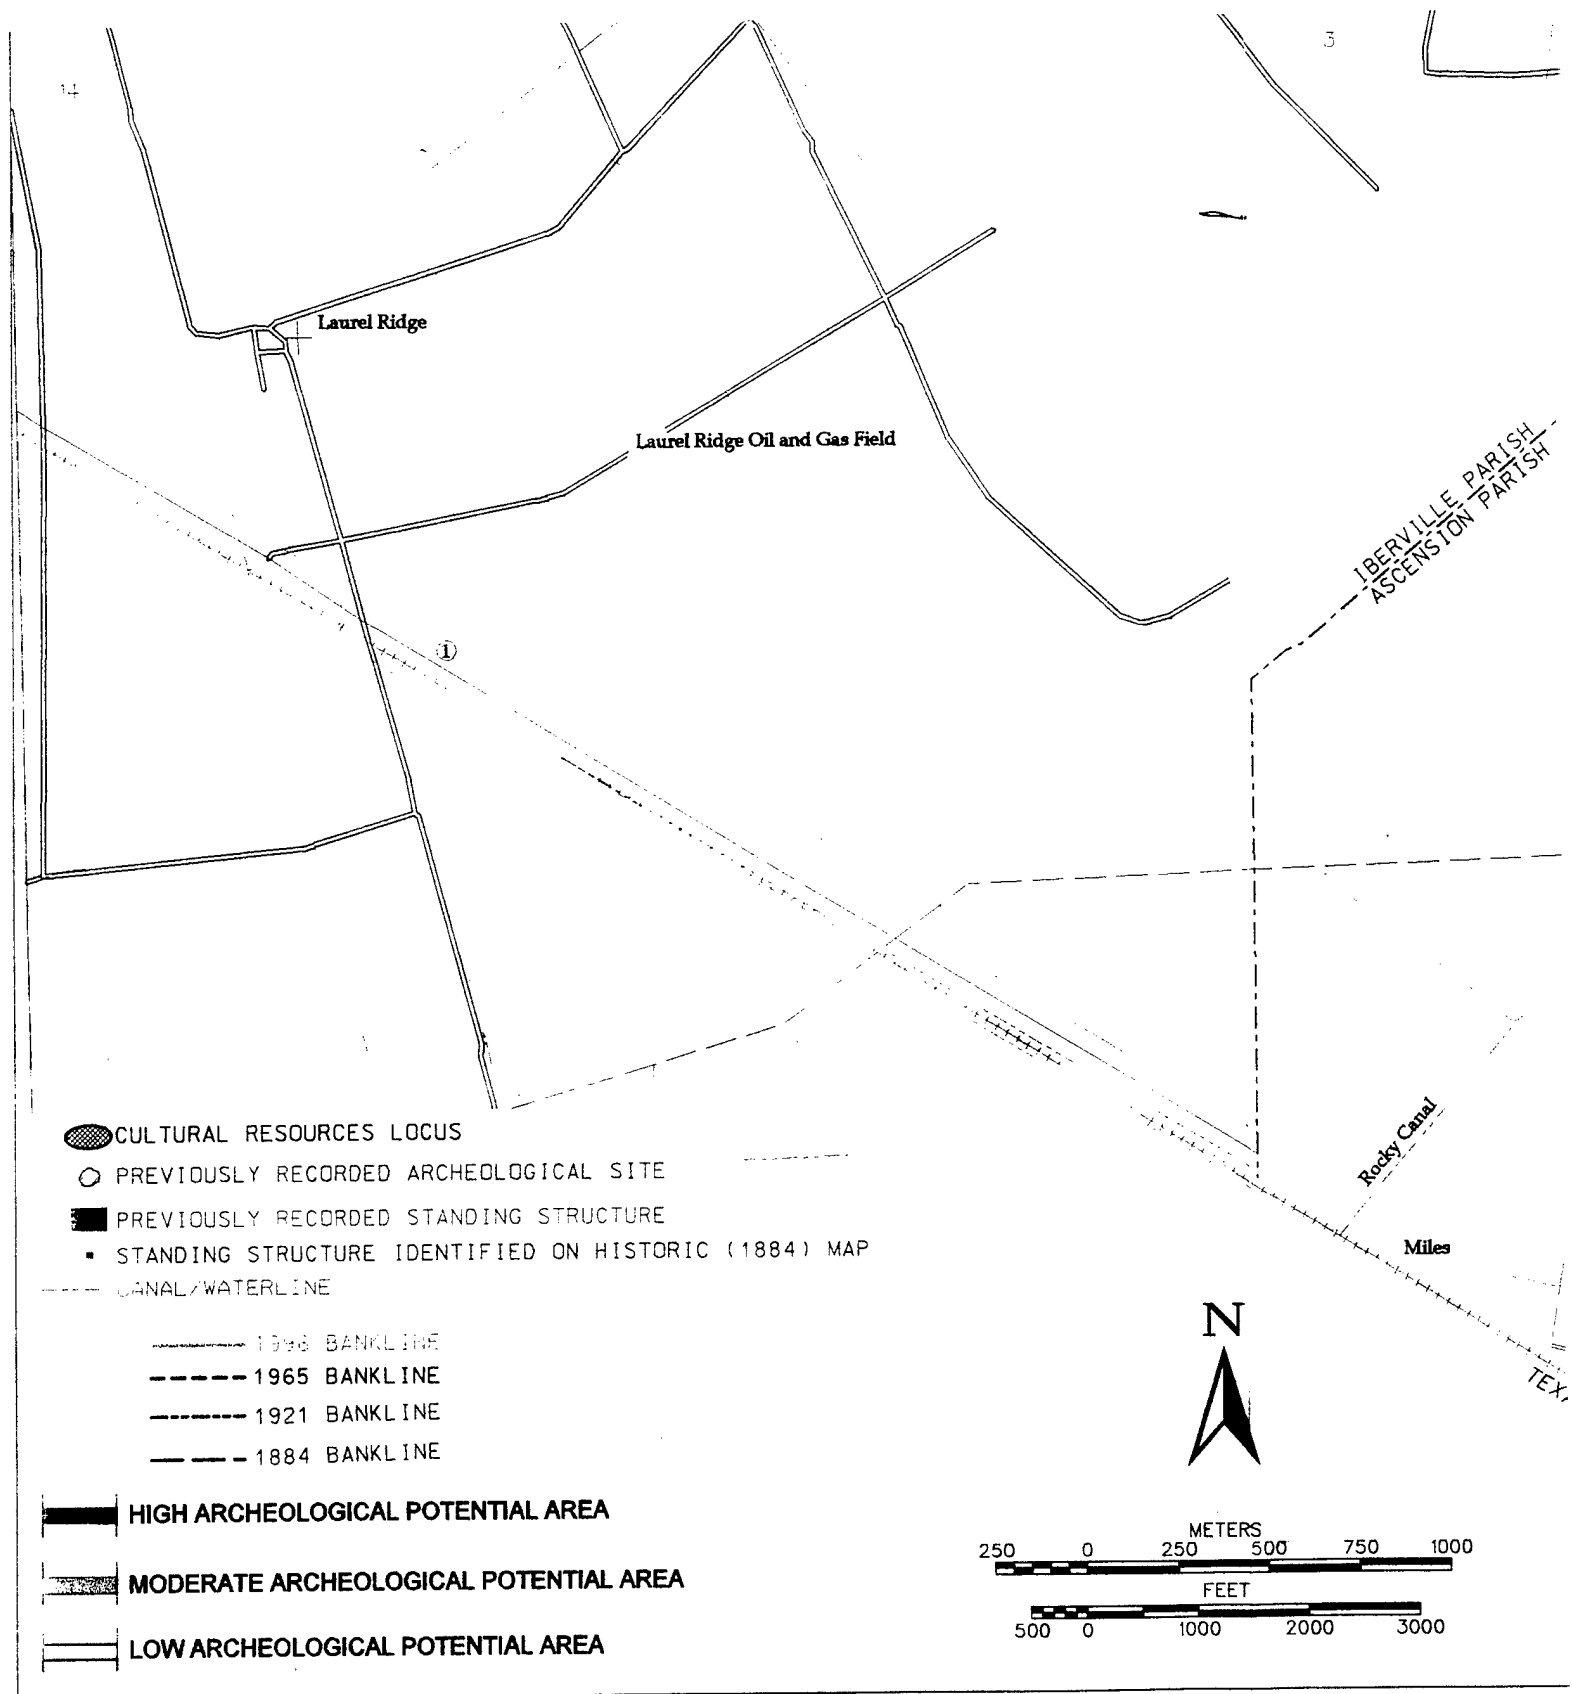 3
14
Laurel Ridge
Laurel Ridge Oil and Gas Field
IBERVILLE PARISH
ASCENSION PARISH
1
Rocky Canal
Miles
CULTURAL RESOURCES LOCUS
PREVIOUSLY RECORDED ARCHEOLOGICAL SITE
PREVIOUSLY RECORDED STANDING STRUCTURE
STANDING STRUCTURE IDENTIFIED ON HISTORIC (1884) MAP
CANAL/WATERLINE
1998 BANKLINE
1965 BANKLINE
1921 BANKLINE
1884 BANKLINE
HIGH ARCHEOLOGICAL POTENTIAL AREA
MODERATE ARCHEOLOGICAL POTENTIAL AREA
LOW ARCHEOLOGICAL POTENTIAL AREA
N
METERS
250 0 250 500 750 1000
FEET
500 0 1000 2000 3000